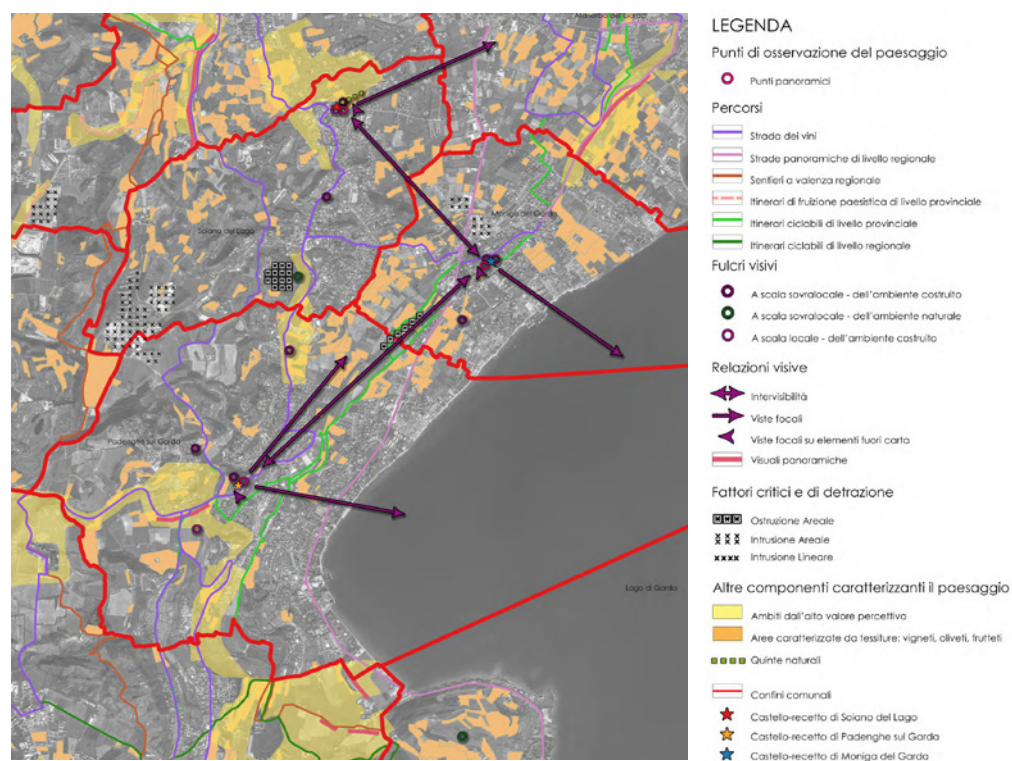 Manerba del Garda
Soiano del Lago
Moniga del Garda
Padenghe sul Garda
Lago di Garda
LEGENDA
Punti di osservazione del paesaggio
Punti panoramici
Percorsi
Strada dei vini
Strade panoramiche di livello regionale
Sentieri a valenza regionale
Itinerari di fruizione paesistica di livello provinciale
Itinerari ciclabili di livello provinciale
Itinerari ciclabili di livello regionale
Fulcri visivi
A scala sovralocale - dell'ambiente costruito
A scala sovralocale - dell'ambiente naturale
A scala locale - dell'ambiente costruito
Relazioni visive
Intervisibilità
Viste focali
Viste focali su elementi fuori carta
Visuali panoramiche
Fattori critici e di detrazione
Ostruzione Areale
Intrusione Areale
Intrusione Lineare
Altre componenti caratterizzanti il paesaggio
Ambiti dall'alto valore percettivo
Aree caratterizzate da tessiture: vigneti, oliveti, frutteti
Quinte naturali
Confini comunali
Castello-recetto di Soiano del Lago
Castello-recetto di Padenghe sul Garda
Castello-recetto di Moniga del Garda